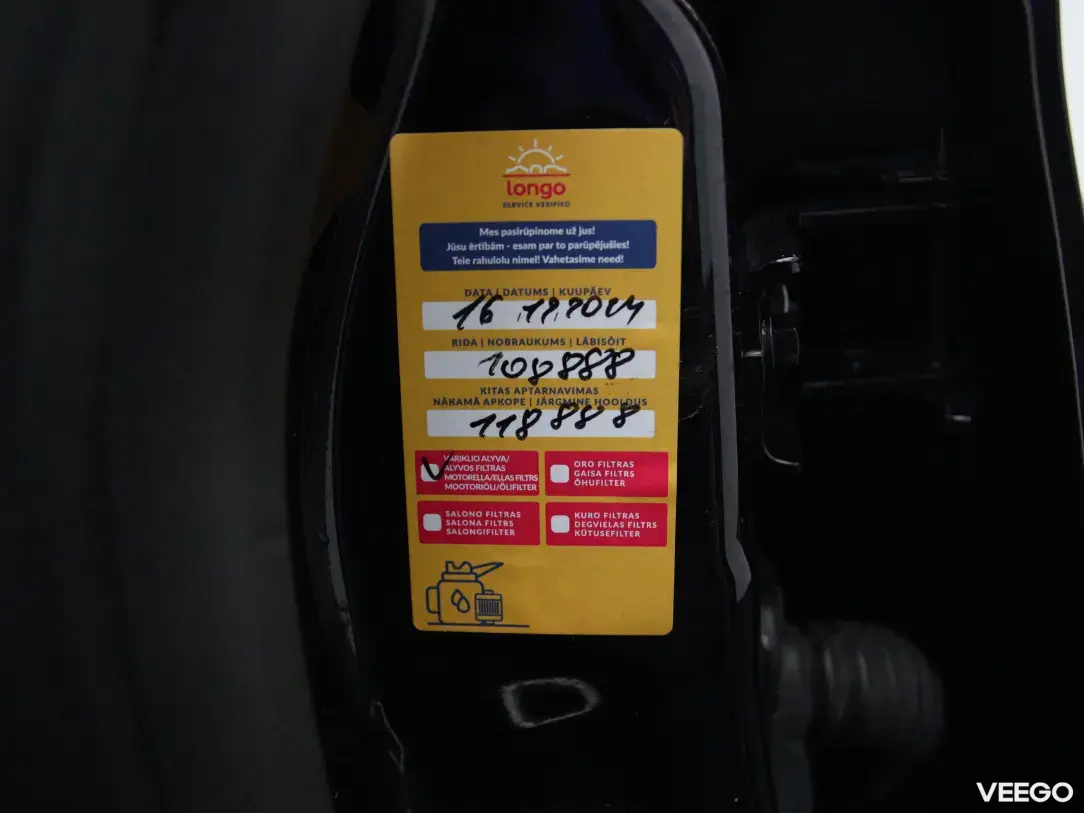 longo
SERVICE VERIFIED
Mes pasirūpinome už jus!
Jūsu ērtībām - esam par to parūpējušies!
Teie rahulolu nimel! Vahetasime need!
DATA | DATUMS | KUUPÄEV
16.12.2024
RIDA | NOBRAUKUMS | LÄBISÕIT
108888
KITAS APTARNAVIMAS
NĀKAMĀ APKOPE | JÄRGMINE HOOLDUS
118888
VARIKLIO ALYVA/
ALYVOS FILTRAS
MOTOREĻĻA/EĻĻAS FILTRS
MOOTORIÕLI/ÕLIFILTER
ORO FILTRAS
GAISA FILTRS
ÕHUFILTER
SALONO FILTRAS
SALONA FILTRS
SALONGIFILTER
KURO FILTRAS
DEGVIELAS FILTRS
KÜTUSEFILTER
VEEGO